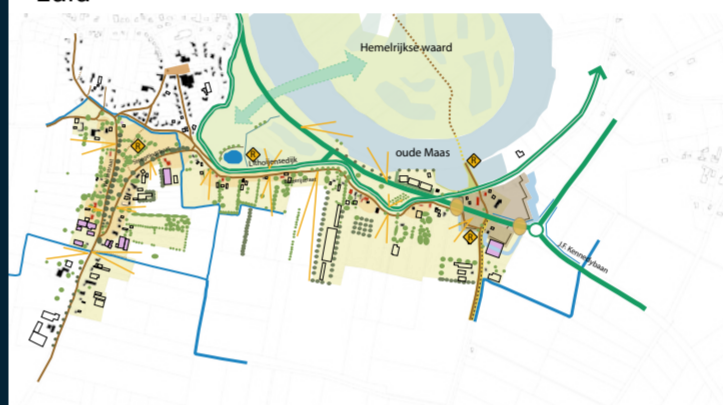 Hemelrijkse waard
oude Maas
Lithoijensedijk
R
R
R
R
J.F. Kennedybaan